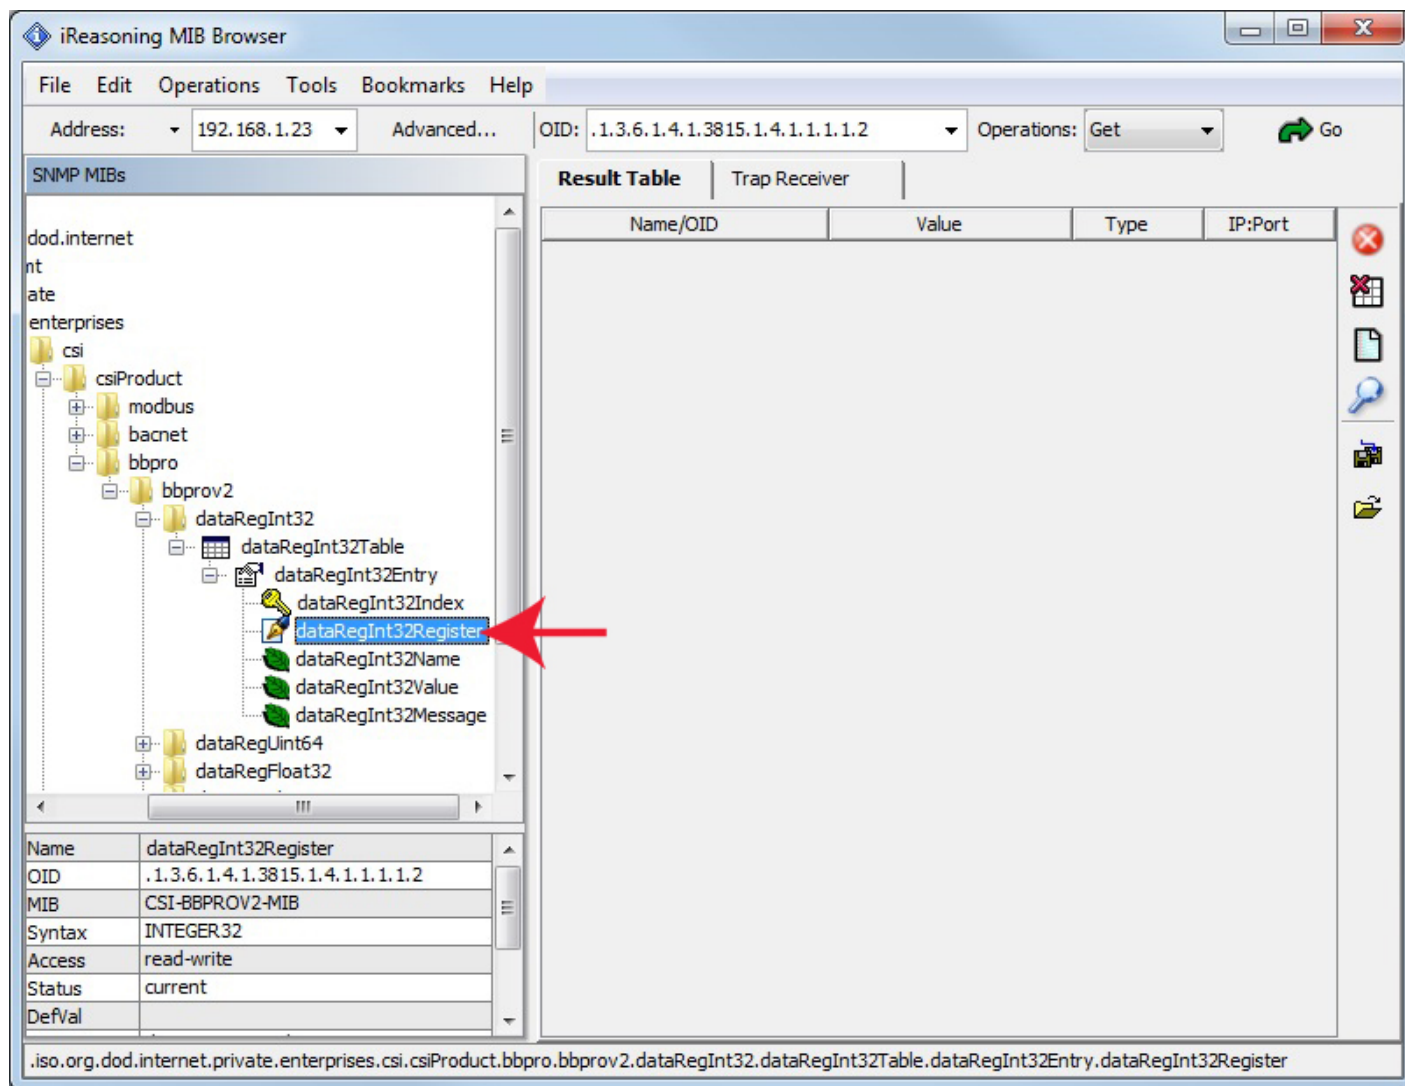 iReasoning MIB Browser
File Edit Operations Tools Bookmarks Help
Address: 192.168.1.23 Advanced... OID: .1.3.6.1.4.1.3815.1.4.1.1.1.1.2 Operations: Get Go
SNMP MIBs
Result Table Trap Receiver
Name/OID Value Type IP:Port
dod.internet
nt
ate
enterprises
csi
csiProduct
modbus
bacnet
bbpro
bbprov2
dataRegInt32
dataRegInt32Table
dataRegInt32Entry
dataRegInt32Index
dataRegInt32Register
dataRegInt32Name
dataRegInt32Value
dataRegInt32Message
dataRegUint64
dataRegFloat32
Name dataRegInt32Register
OID .1.3.6.1.4.1.3815.1.4.1.1.1.1.2
MIB CSI-BBPROV2-MIB
Syntax INTEGER32
Access read-write
Status current
DefVal
.iso.org.dod.internet.private.enterprises.csi.csiProduct.bbpro.bbprov2.dataRegInt32.dataRegInt32Table.dataRegInt32Entry.dataRegInt32Register